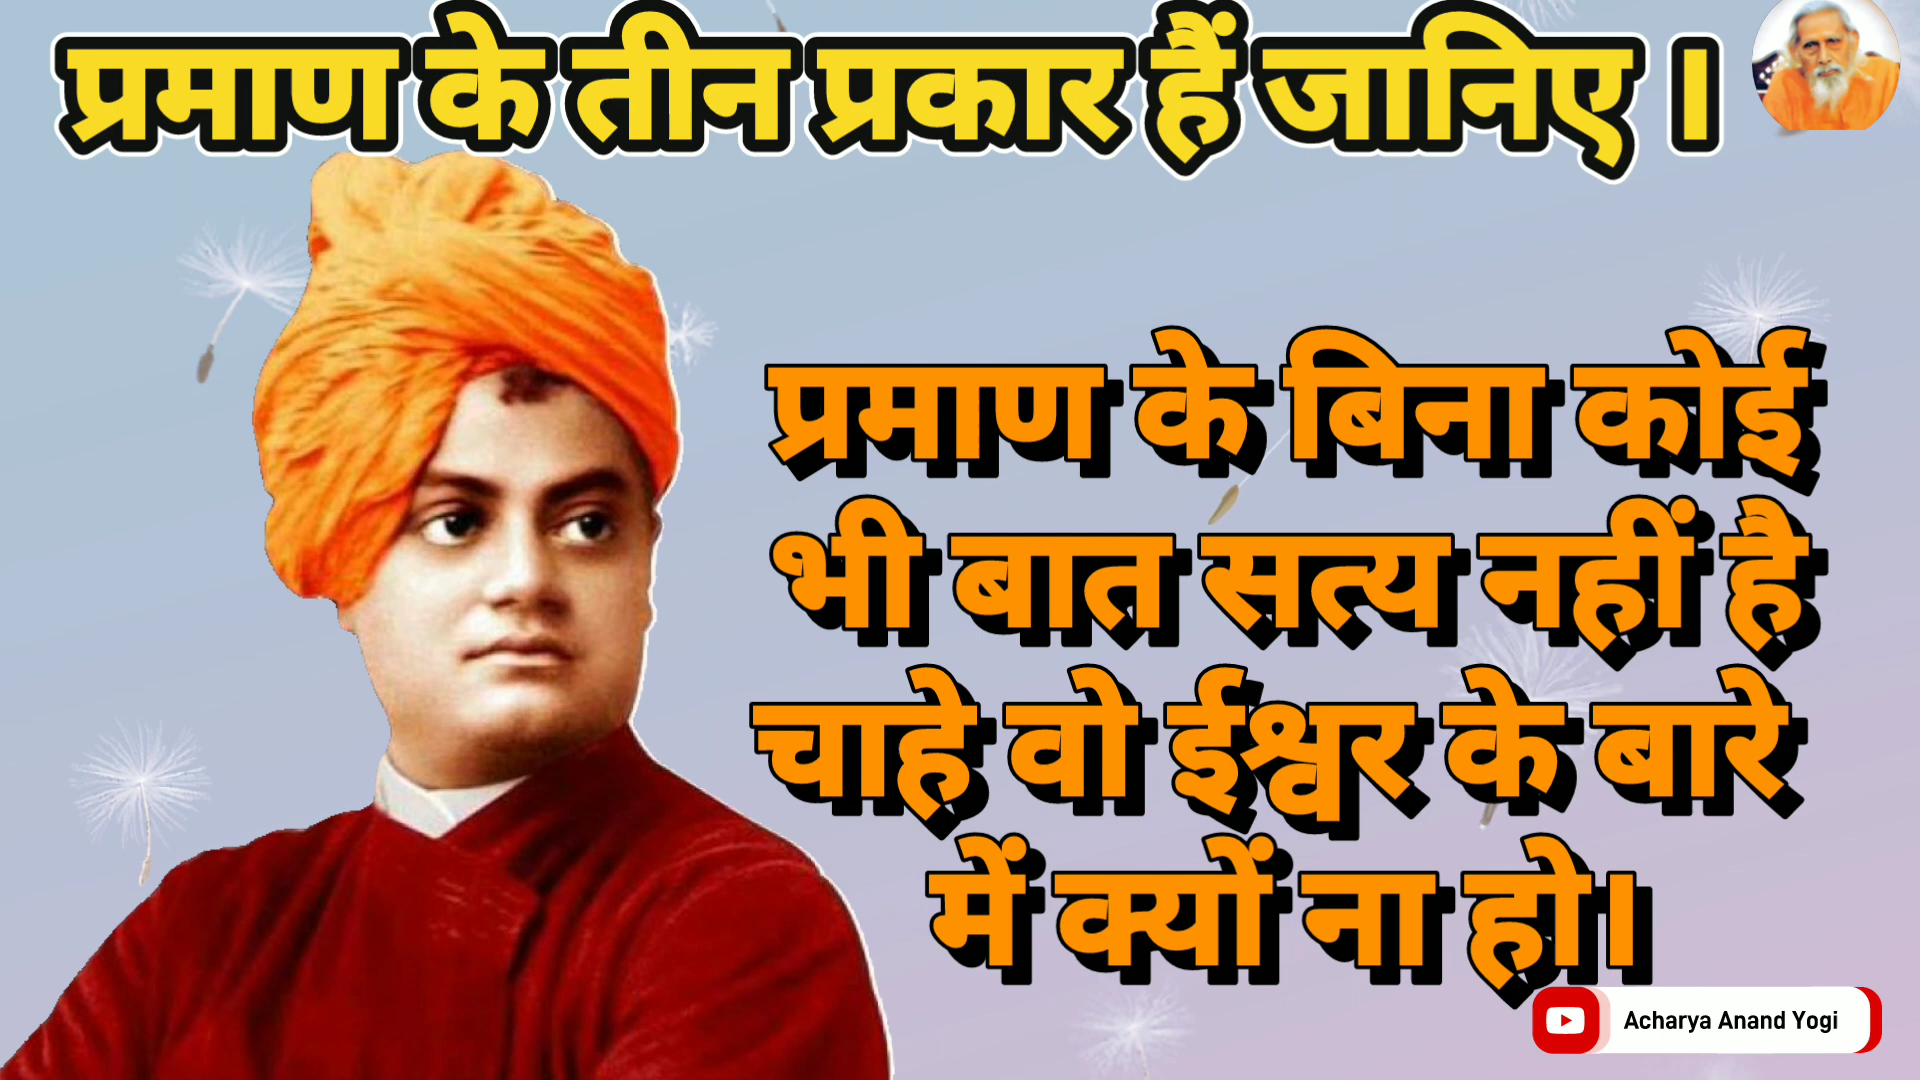 प्रमाण के तीन प्रकार हैं जानिए ।
प्रमाण के बिना कोई
भी बात सत्य नहीं है
चाहे वो ईश्वर के बारे
में क्यों ना हो।
Acharya Anand Yogi